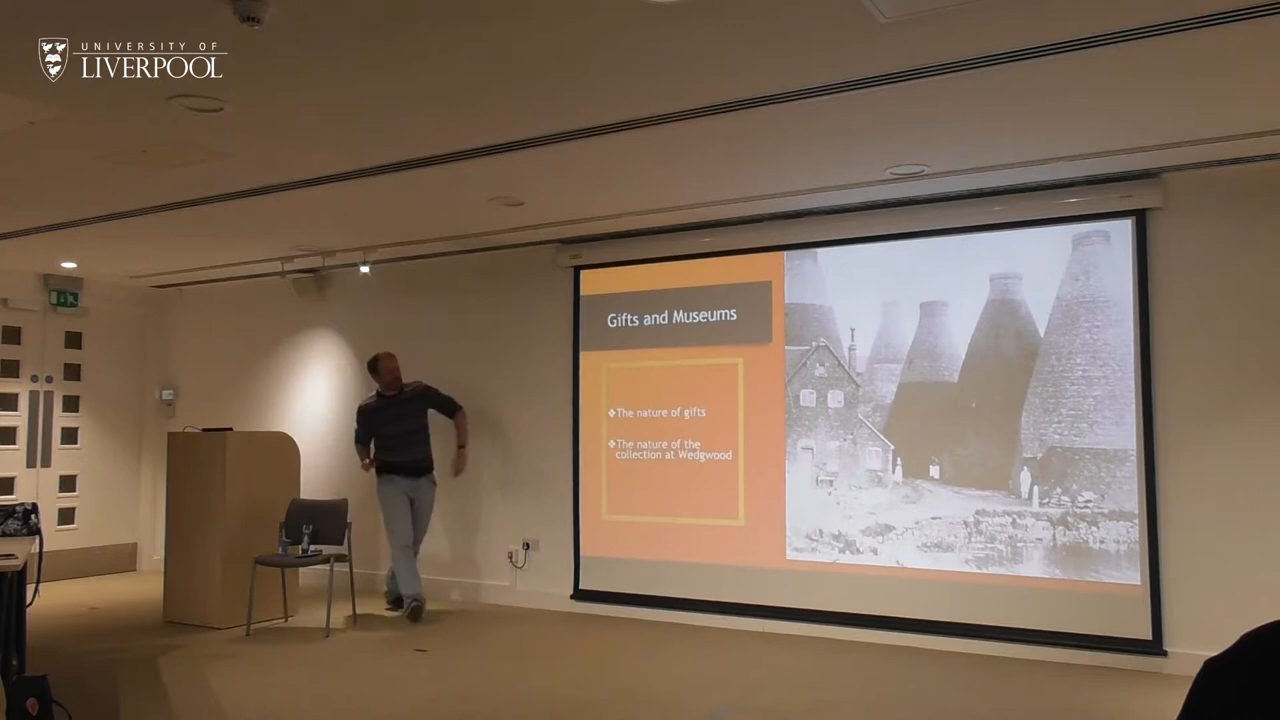 UNIVERSITY OF
LIVERPOOL
Gifts and Museums
❖The nature of gifts
❖The nature of the
collection at Wedgwood